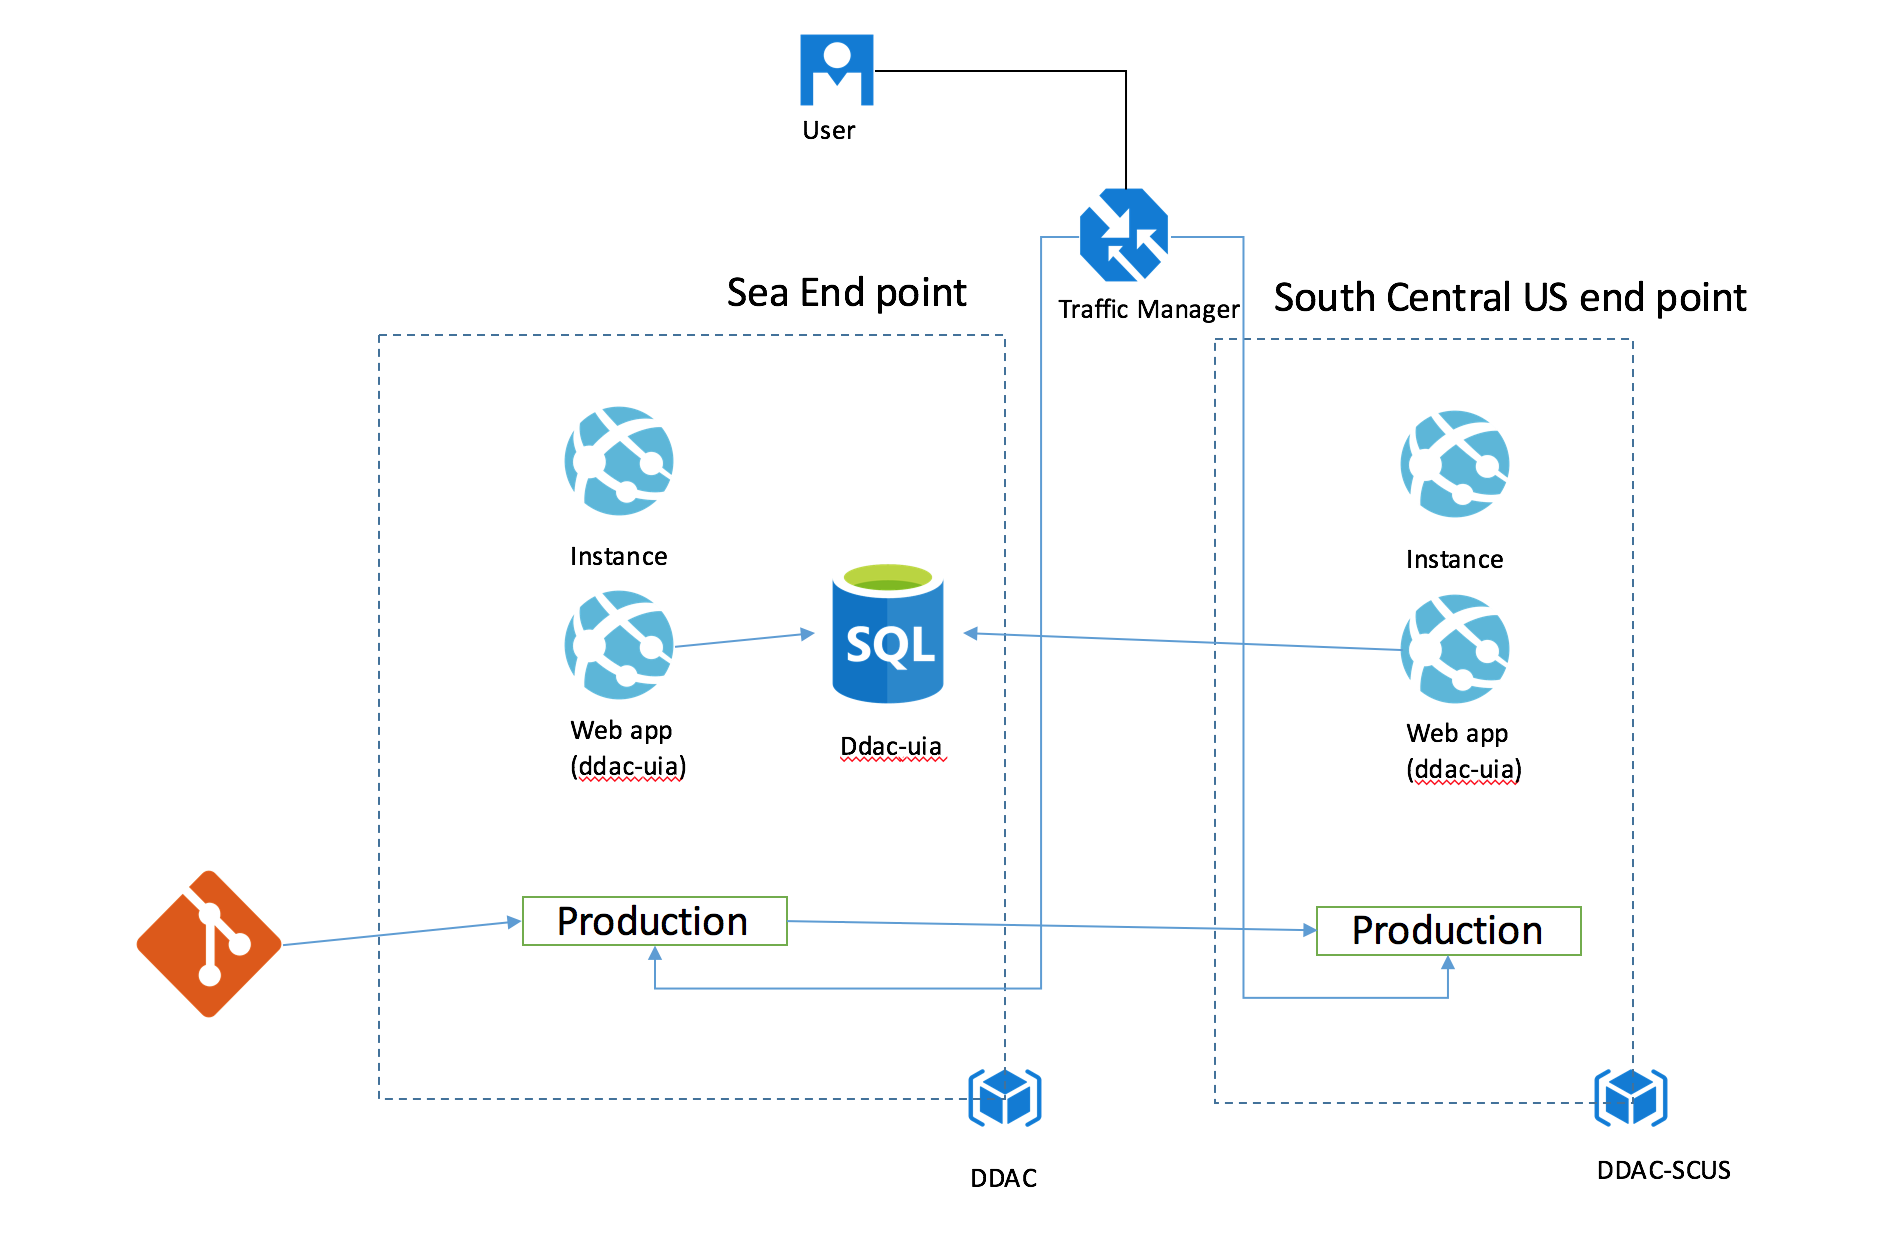 User
Traffic Manager
Sea End point
South Central US end point
Instance
Web app
(ddac-uia)
SQL
Ddac-uia
Instance
Web app
(ddac-uia)
Production
Production
DDAC
DDAC-SCUS